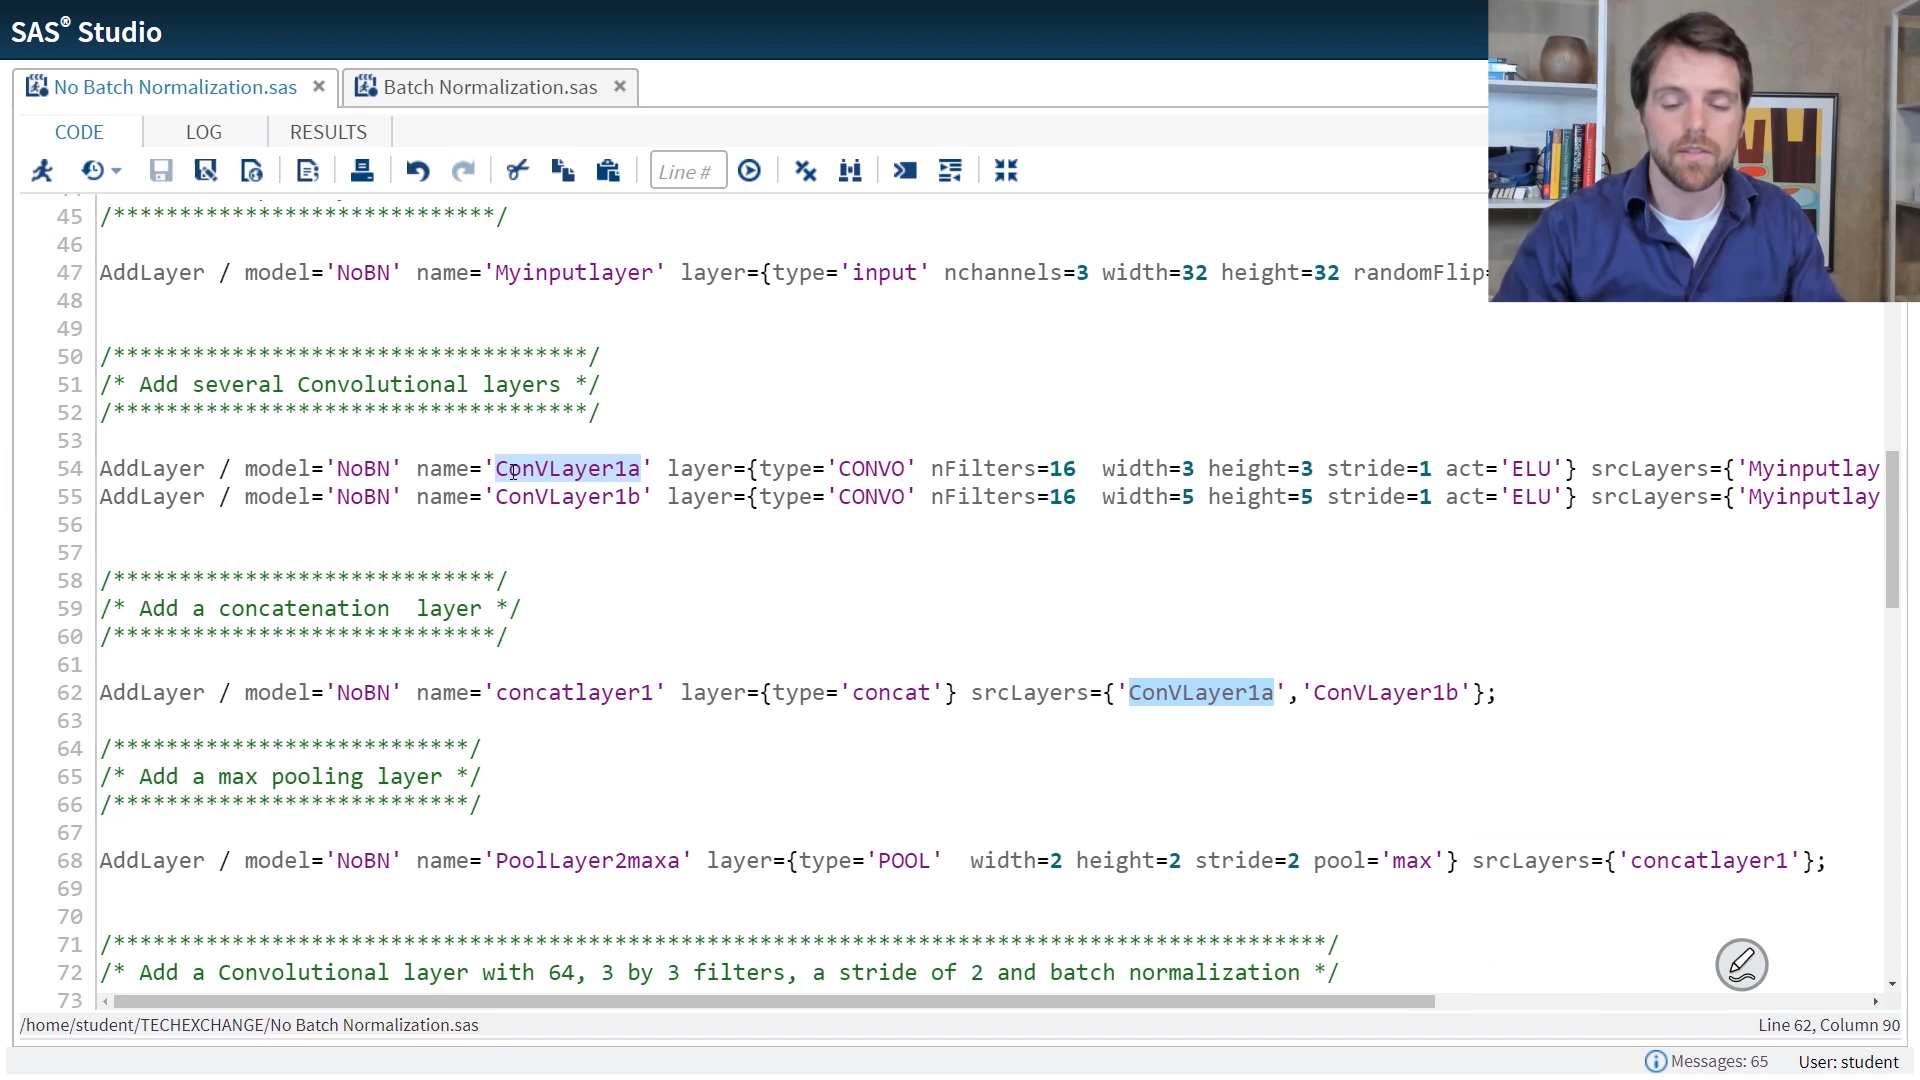 SAS® Studio
No Batch Normalization.sas
Batch Normalization.sas
CODE LOG RESULTS
Line #
45 /*****************************/
46
47 AddLayer / model='NoBN' name='Myinputlayer' layer={type='input' nchannels=3 width=32 height=32 randomFlip=
48
49
50 /************************************/
51 /* Add several Convolutional layers */
52 /************************************/
53
54 AddLayer / model='NoBN' name='ConVLayer1a' layer={type='CONVO' nFilters=16  width=3 height=3 stride=1 act='ELU'} srcLayers={'Myinputlay
55 AddLayer / model='NoBN' name='ConVLayer1b' layer={type='CONVO' nFilters=16  width=5 height=5 stride=1 act='ELU'} srcLayers={'Myinputlay
56
57
58 /*****************************/
59 /* Add a concatenation  layer */
60 /*****************************/
61
62 AddLayer / model='NoBN' name='concatlayer1' layer={type='concat'} srcLayers={'ConVLayer1a','ConVLayer1b'};
63
64 /***************************/
65 /* Add a max pooling layer */
66 /***************************/
67
68 AddLayer / model='NoBN' name='PoolLayer2maxa' layer={type='POOL'  width=2 height=2 stride=2 pool='max'} srcLayers={'concatlayer1'};
69
70
71 /********************************************************************************************/
72 /* Add a Convolutional layer with 64, 3 by 3 filters, a stride of 2 and batch normalization */
73
/home/student/TECHEXCHANGE/No Batch Normalization.sas
Line 62, Column 90
Messages: 65 User: student